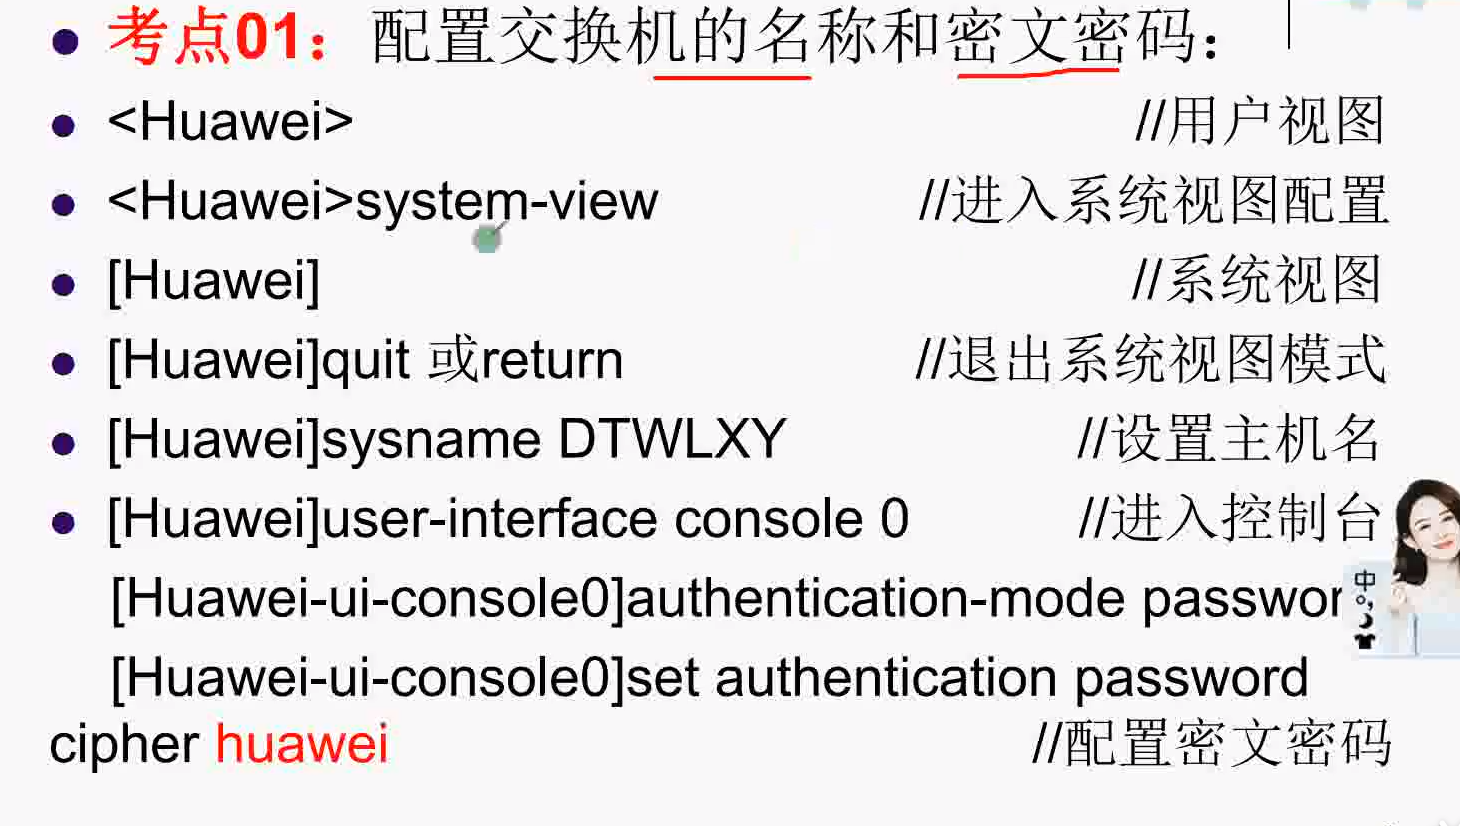 考点01：配置交换机的名称和密文密码：
<Huawei> //用户视图
<Huawei>system-view //进入系统视图配置
[Huawei] //系统视图
[Huawei]quit 或return //退出系统视图模式
[Huawei]sysname DTWLXY //设置主机名
[Huawei]user-interface console 0 //进入控制台
[Huawei-ui-console0]authentication-mode passwor
中
[Huawei-ui-console0]set authentication password
cipher huawei //配置密文密码